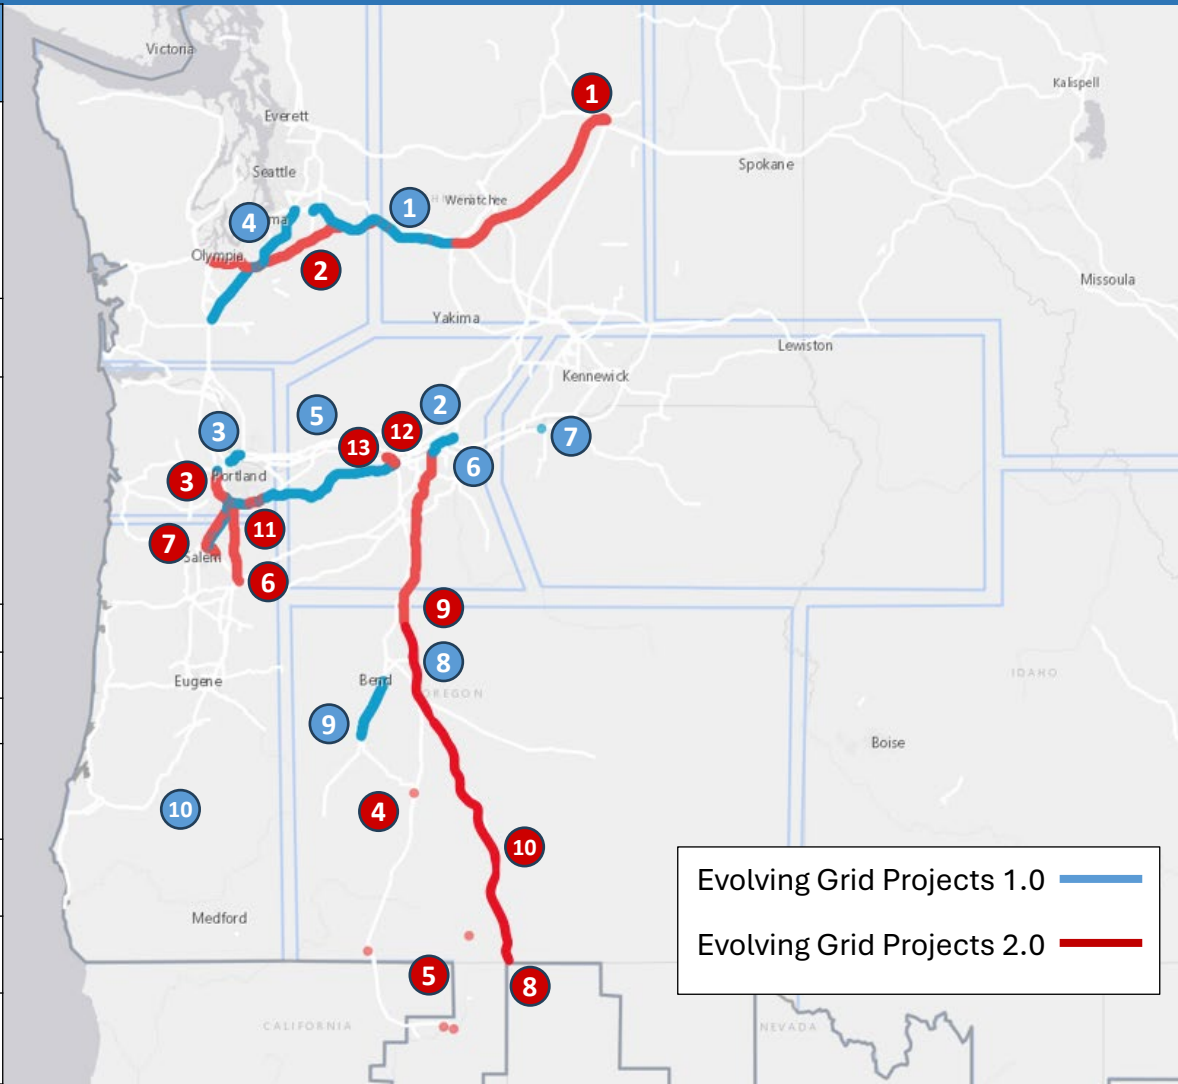 Victoria
Kalispell
1
Everett
Spokane
Seattle
Wenatchee
1
4
ma
Olympia
2
Missoula
Yakima
Lewiston
Kennewick
5
2
3
12
13
7
6
3
Portland
11
7
Salem
6
9
8
Eugene
Bend
OREGON
IDAHO
9
Boise
10
4
10
Evolving Grid Projects 1.0
Medford
Evolving Grid Projects 2.0
5
8
CALIFORNIA
NEVADA